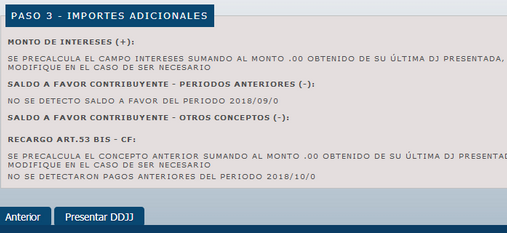 PASO 3 - IMPORTES ADICIONALES
MONTO DE INTERESES (+):
SE PRECALCULA EL CAMPO INTERESES SUMANDO AL MONTO .00 OBTENIDO DE SU ÚLTIMA DJ PRESENTADA,
MODIFIQUE EN EL CASO DE SER NECESARIO
SALDO A FAVOR CONTRIBUYENTE - PERIODOS ANTERIORES (-):
NO SE DETECTO SALDO A FAVOR DEL PERIODO 2018/09/0
SALDO A FAVOR CONTRIBUYENTE - OTROS CONCEPTOS (-):
RECARGO ART.53 BIS - CF:
SE PRECALCULA EL CONCEPTO ANTERIOR SUMANDO AL MONTO .00 OBTENIDO DE SU ÚLTIMA DJ PRESENTAD
MODIFIQUE EN EL CASO DE SER NECESARIO
NO SE DETECTARON PAGOS ANTERIORES DEL PERIODO 2018/10/0
Anterior Presentar DDJJ